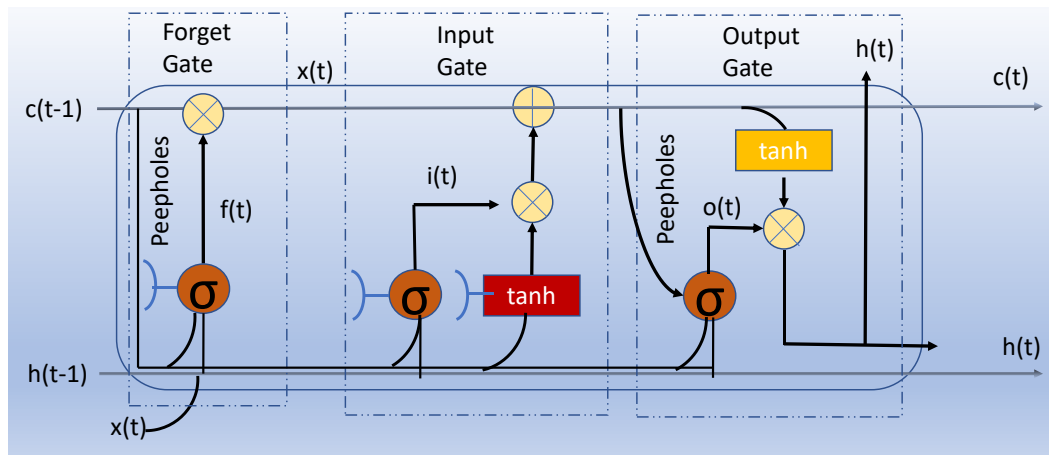 Forget
Gate
Input
Gate
Output
Gate
x(t)
h(t)
c(t)
c(t-1)
Peepholes
f(t)
i(t)
Peepholes
o(t)
tanh
σ
σ
tanh
σ
h(t-1)
h(t)
x(t)